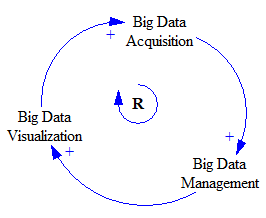 Big Data
Acquisition
+
R
Big Data
Visualization
+
+
Big Data
Management